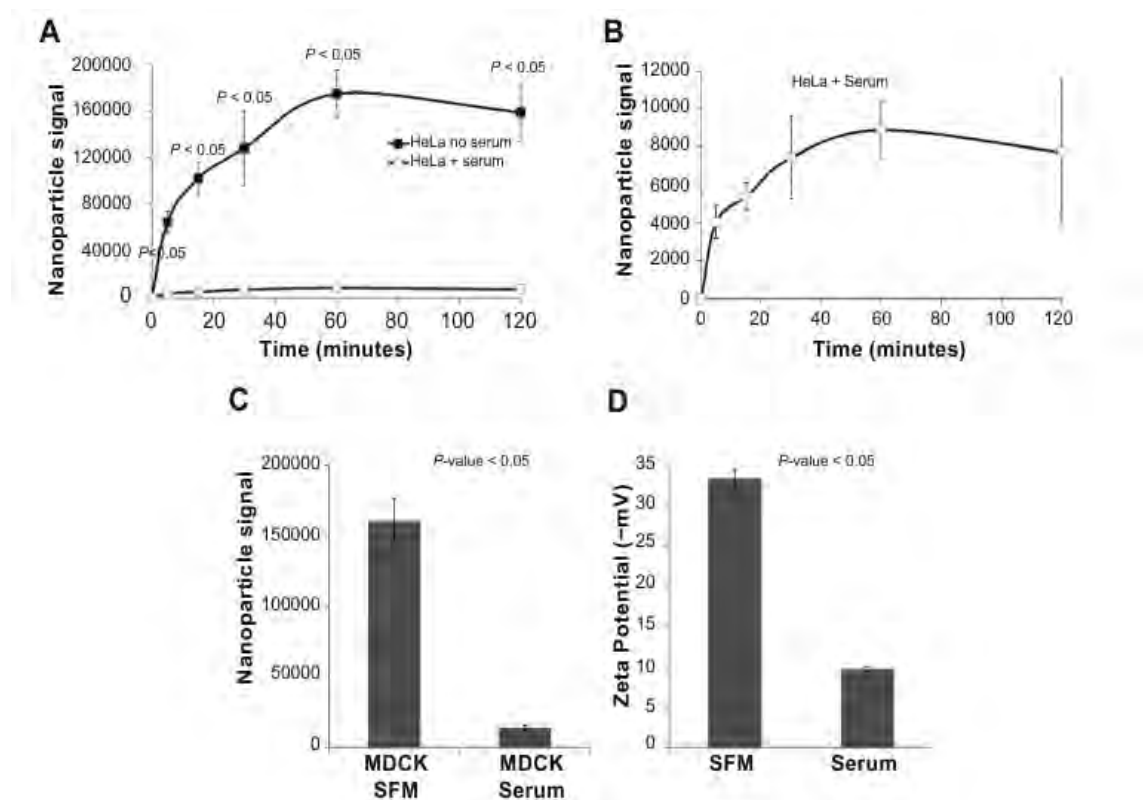 A
Nanoparticle signal
200000
160000
120000
80000
40000
0
P < 0.05
P < 0.05
P < 0.05
P < 0.05
P < 0.05
HeLa no serum
HeLa + serum
0 20 40 60 80 100 120
Time (minutes)
B
Nanoparticle signal
12000
10000
8000
6000
4000
2000
0
HeLa + Serum
0 20 40 60 80 100 120
Time (minutes)
C
Nanoparticle signal
200000
150000
100000
50000
0
P-value < 0.05
MDCK
SFM
MDCK
Serum
D
Zeta Potential (−mV)
35
30
25
10
5
0
P-value < 0.05
SFM
Serum